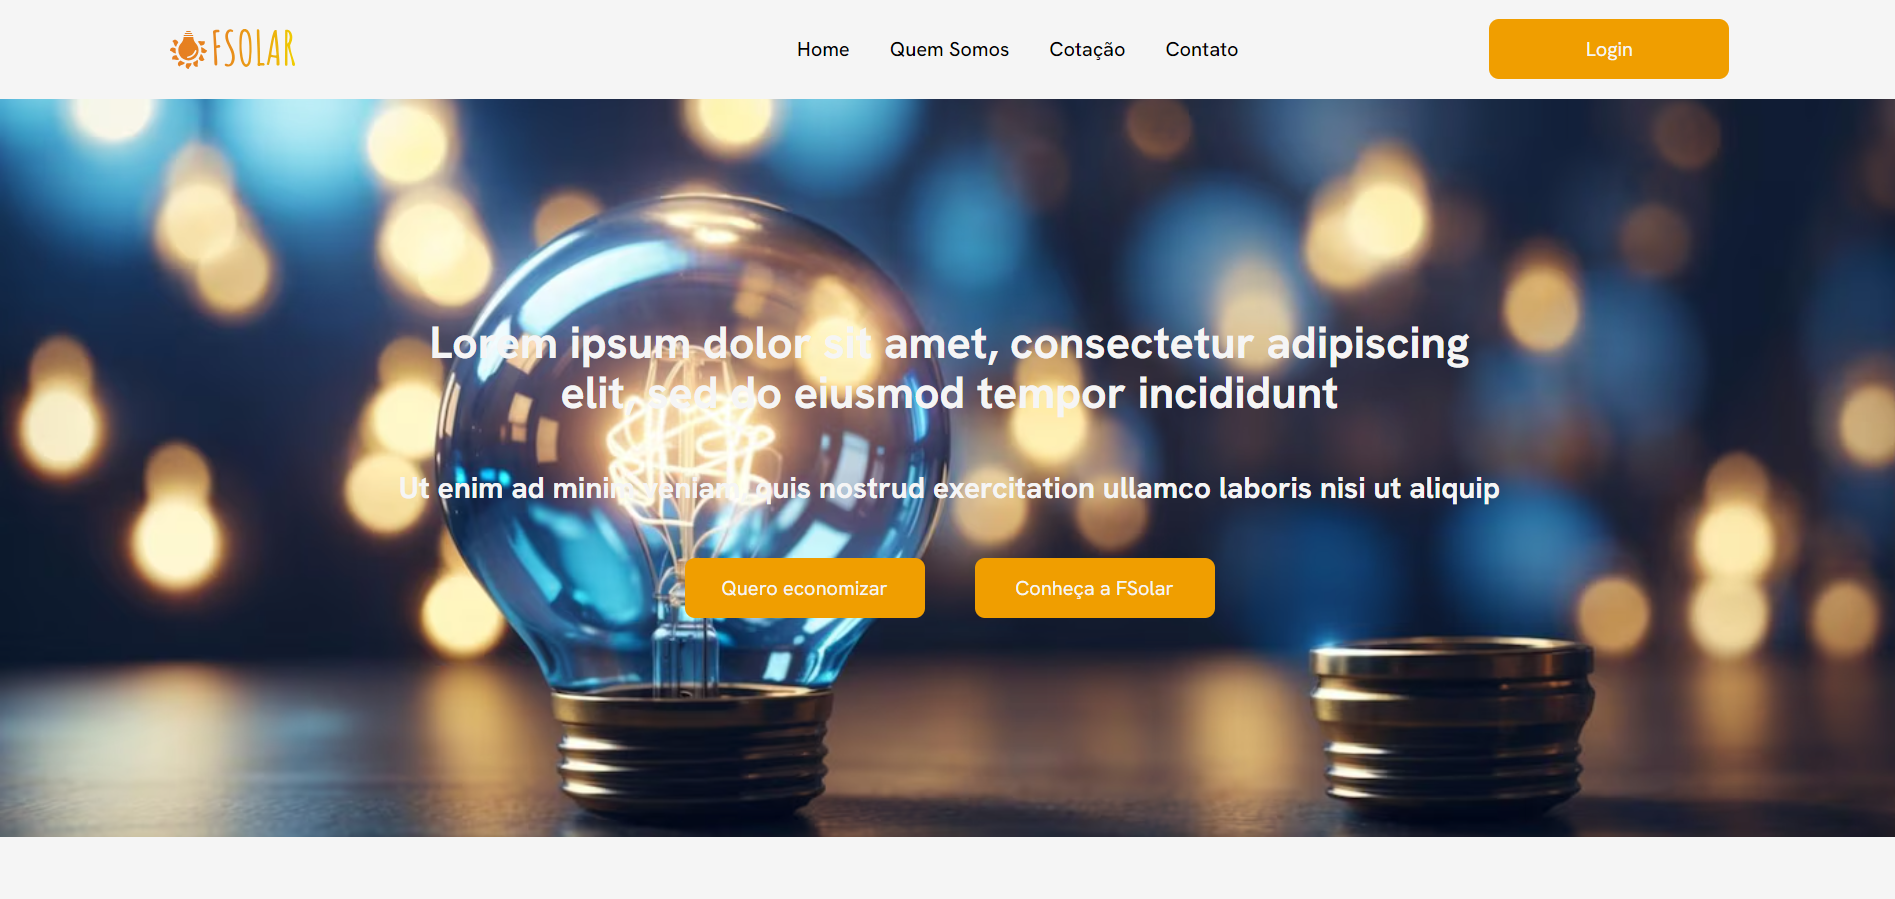 FSOLAR
Home
Quem Somos
Cotação
Contato
Login
Lorem ipsum dolor sit amet, consectetur adipiscing
elit, sed do eiusmod tempor incididunt
Ut enim ad minim veniam, quis nostrud exercitation ullamco laboris nisi ut aliquip
Quero economizar
Conheça a FSolar